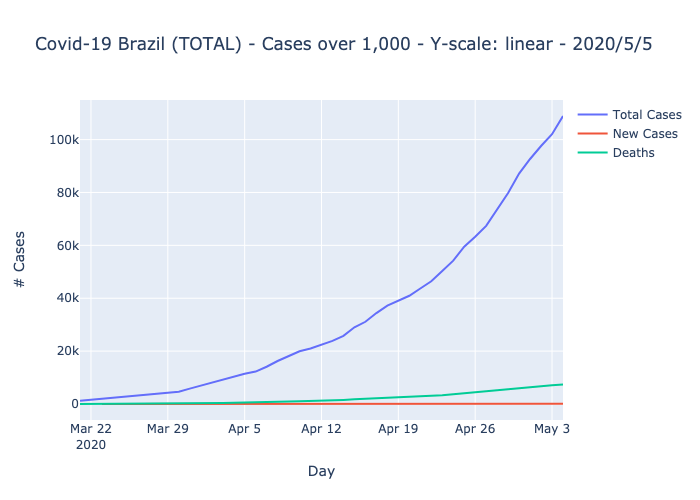 Covid-19 Brazil (TOTAL) - Cases over 1,000 - Y-scale: linear - 2020/5/5
Total Cases
New Cases
Deaths
100k
80k
60k
40k
20k
0
# Cases
Mar 22 Mar 29 Apr 5 Apr 12 Apr 19 Apr 26 May 3
2020
Day